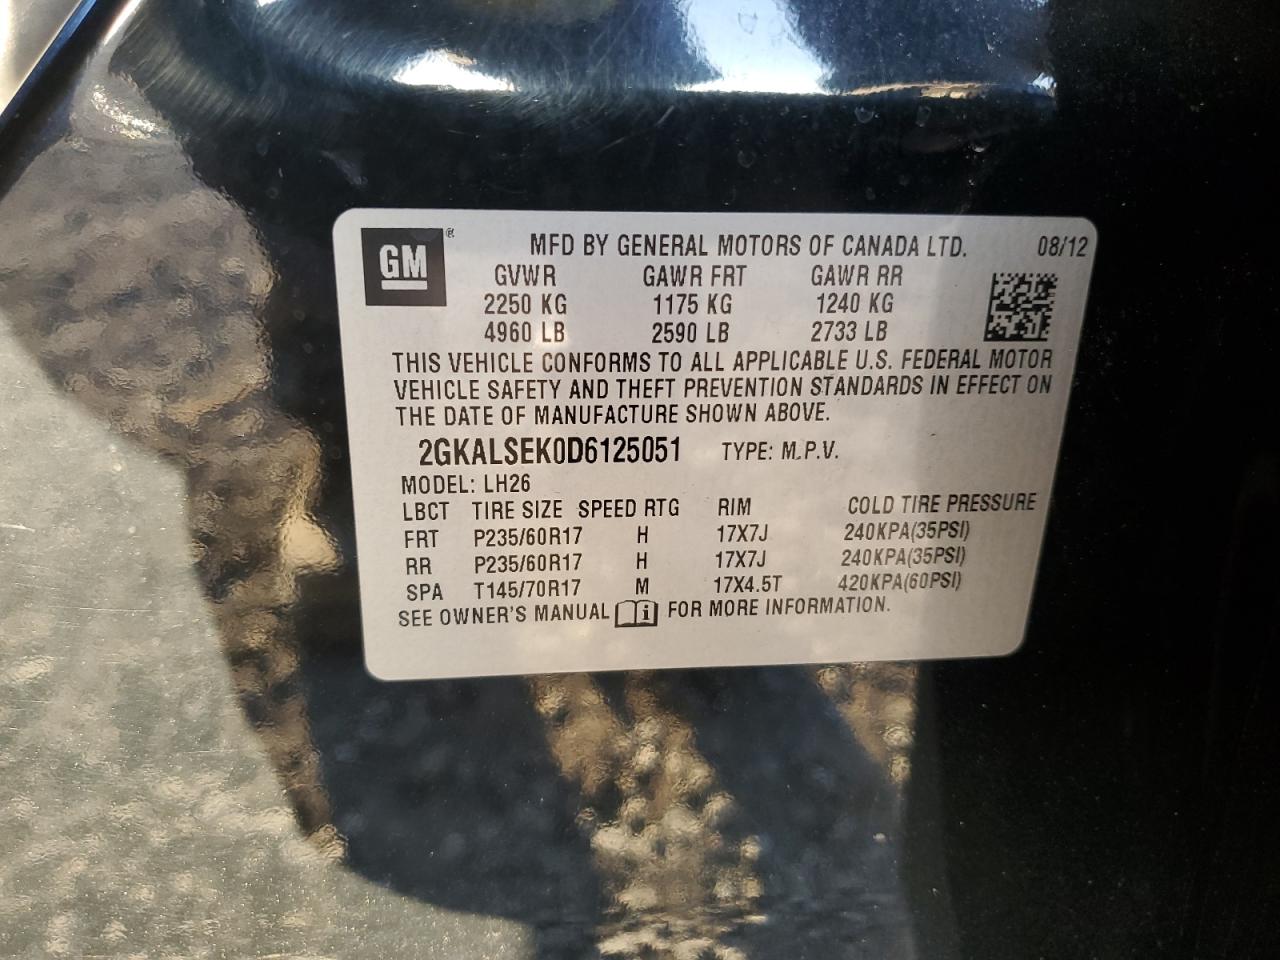 GM®
MFD BY GENERAL MOTORS OF CANADA LTD. 08/12
GVWR GAWR FRT GAWR RR
2250 KG 1175 KG 1240 KG
4960 LB 2590 LB 2733 LB
THIS VEHICLE CONFORMS TO ALL APPLICABLE U.S. FEDERAL MOTOR
VEHICLE SAFETY AND THEFT PREVENTION STANDARDS IN EFFECT ON
THE DATE OF MANUFACTURE SHOWN ABOVE.
2GKALSEK0D6125051 TYPE: M.P.V.
MODEL: LH26
LBCT TIRE SIZE SPEED RTG RIM COLD TIRE PRESSURE
FRT P235/60R17 H 17X7J 240KPA(35PSI)
RR P235/60R17 H 17X7J 240KPA(35PSI)
SPA T145/70R17 M 17X4.5T 420KPA(60PSI)
SEE OWNER'S MANUAL i FOR MORE INFORMATION.